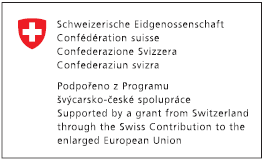 Schweizerische Eidgenossenschaft
Confédération suisse
Confederazione Svizzera
Confederaziun svizra
Podpořeno z Programu
švýcarsko-české spolupráce
Supported by a grant from Switzerland
through the Swiss Contribution to the
enlarged European Union